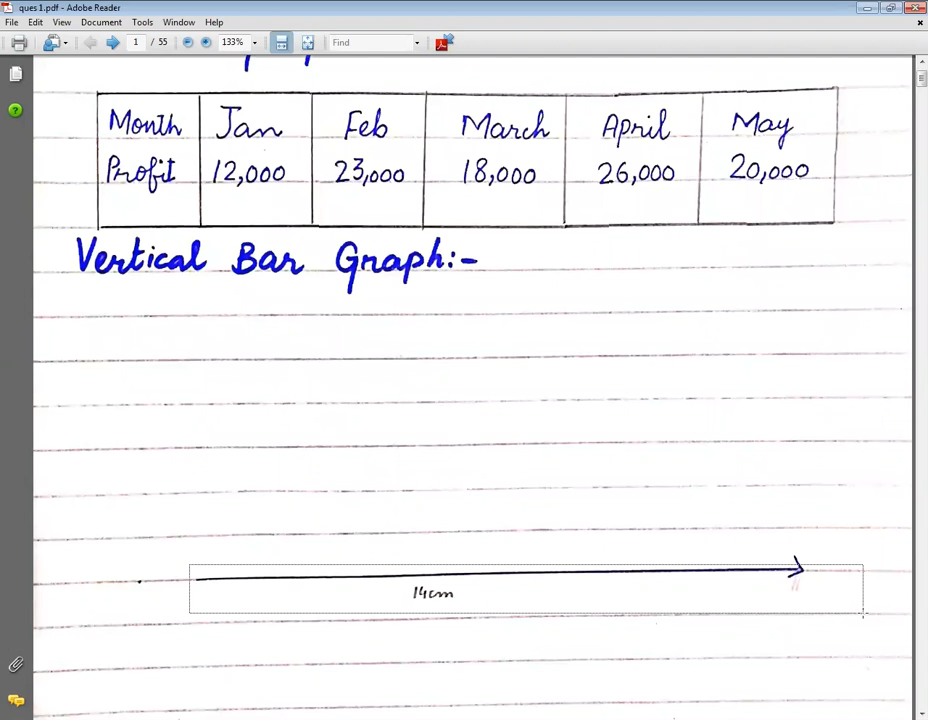 ques 1.pdf - Adobe Reader
File Edit View Document Tools Window Help
1 / 55 133% Find
Month Jan Feb March April May
Profit 12,000 23,000 18,000 26,000 20,000
Vertical Bar Graph:-
14cm